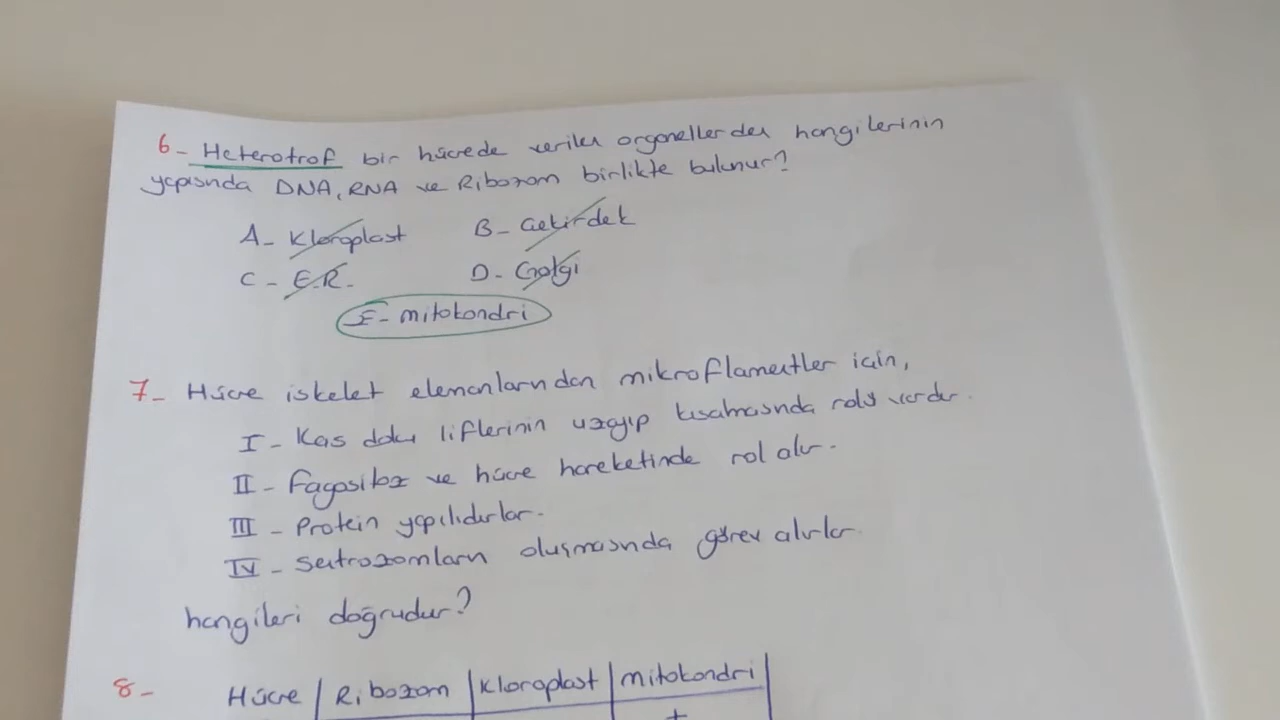 6- Heterotrof bir hücrede verilen organellerden hangilerinin
yapısında DNA, RNA ve Ribozom birlikte bulunur?
A- Kloroplast B- Çekirdek
C- E.R. D- Golgi
E- mitokondri
7- Hücre iskelet elemanlarından mikroflamentler için,
I- Kas doku liflerinin uzayıp kısalmasında rolü vardır.
II- Fagositoz ve hücre hareketinde rol alır.
III- Protein yapılıdırlar.
IV- Sentrozomların oluşmasında görev alırlar
hangileri doğrudur?
8- Hücre | Ribozom | Kloroplast | mitokondri |
+